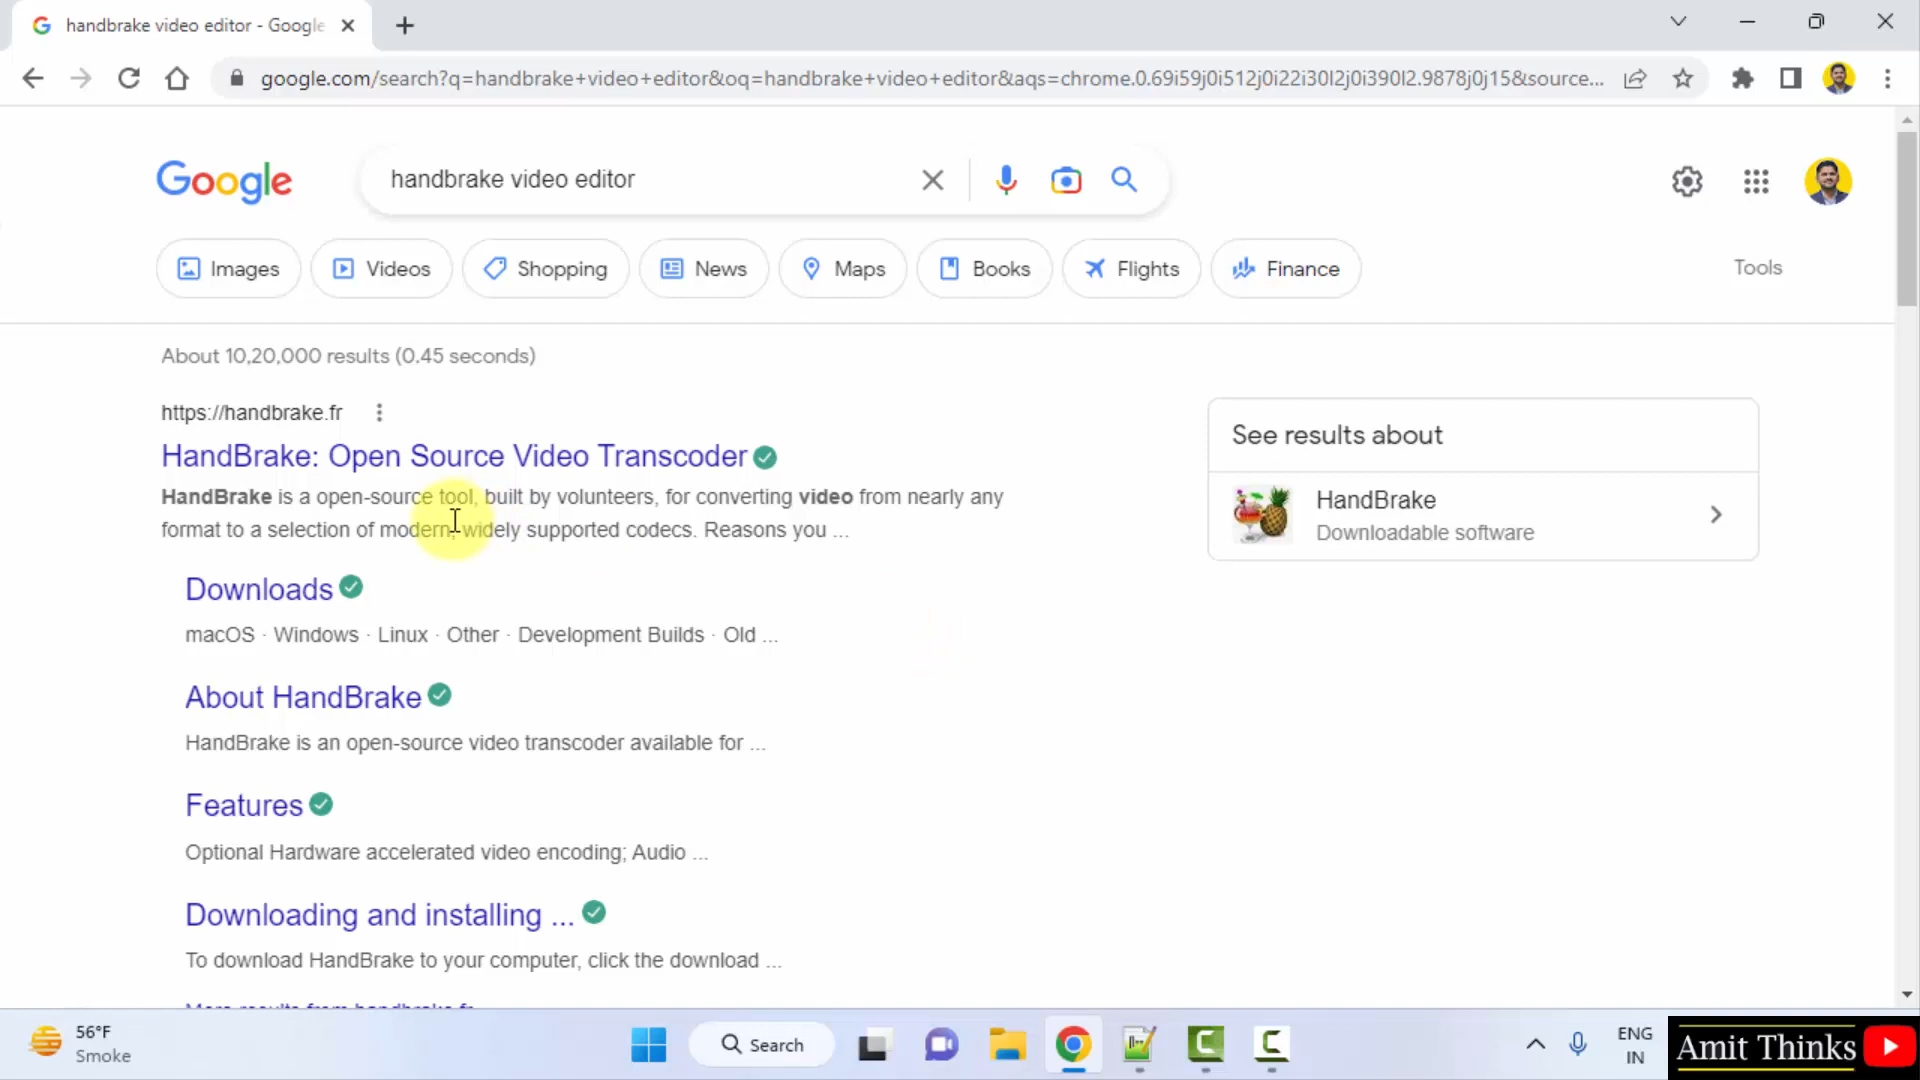 handbrake video editor - Google
google.com/search?q=handbrake+video+editor&oq=handbrake+video+editor&aqs=chrome.0.69i59j0i512j0i22i30l2j0i390l2.9878j0j15&source...
Google
handbrake video editor
Images
Videos
Shopping
News
Maps
Books
Flights
Finance
Tools
About 10,20,000 results (0.45 seconds)
https://handbrake.fr
HandBrake: Open Source Video Transcoder
HandBrake is a open-source tool, built by volunteers, for converting video from nearly any
format to a selection of modern, widely supported codecs. Reasons you ...
Downloads
macOS · Windows · Linux · Other · Development Builds · Old ...
About HandBrake
HandBrake is an open-source video transcoder available for ...
Features
Optional Hardware accelerated video encoding; Audio ...
Downloading and installing ...
To download HandBrake to your computer, click the download ...
More results from handbrake.fr
See results about
HandBrake
Downloadable software
56°F
Smoke
Search
ENG
IN
Amit Thinks